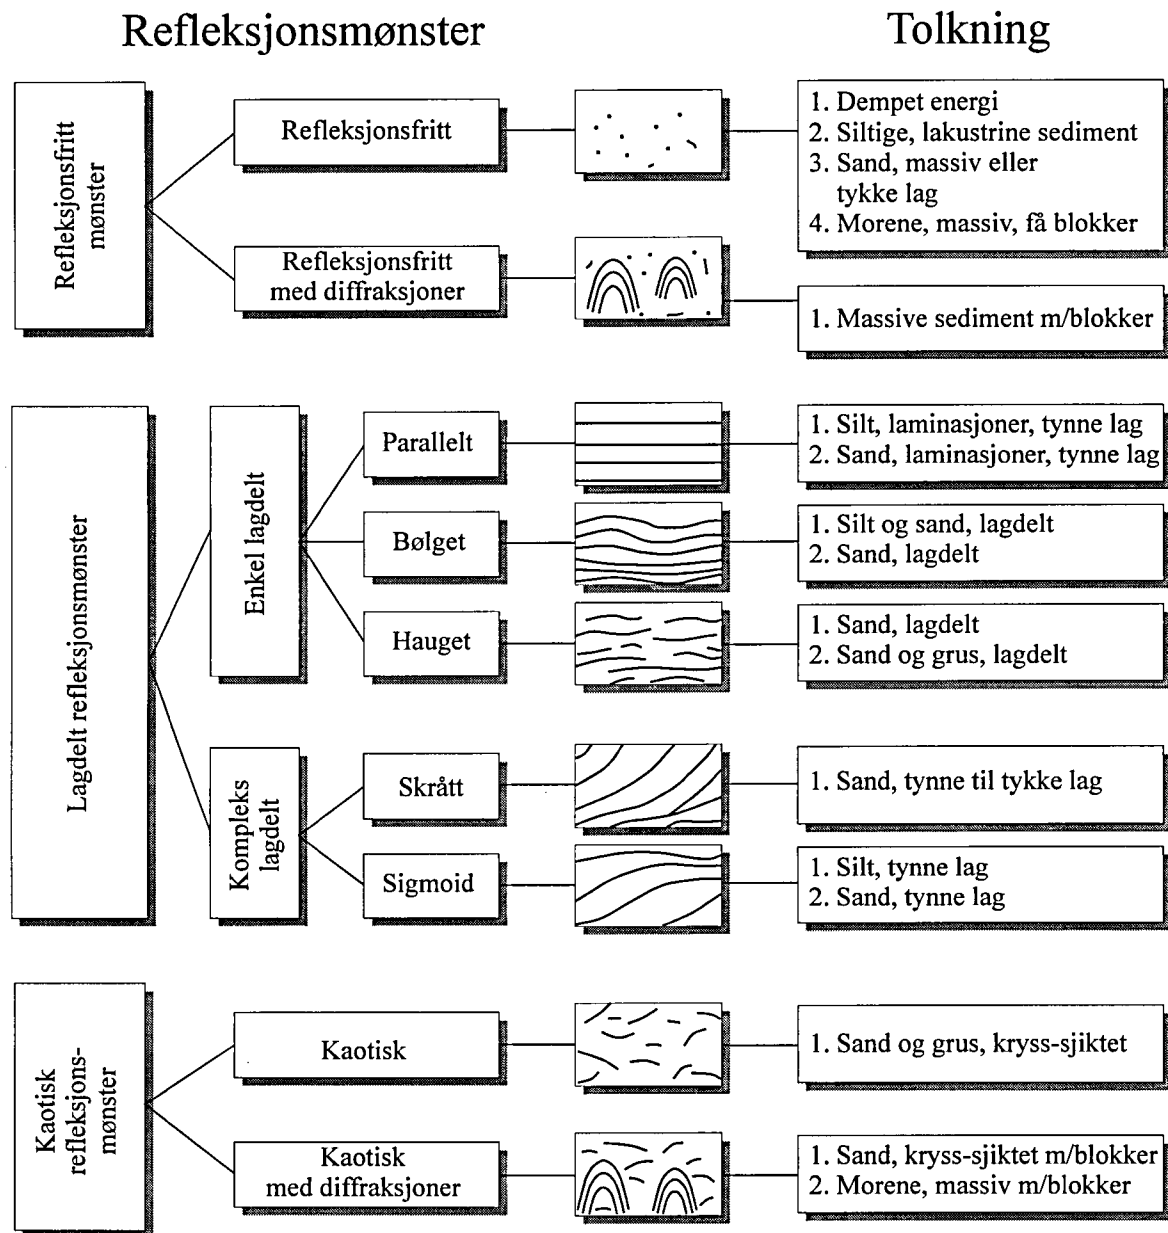 Refleksjonsmønster
Tolkning
Refleksjonsfritt
mønster
Refleksjonsfritt
1. Dempet energi
2. Siltige, lakustrine sediment
3. Sand, massiv eller
tykke lag
4. Morene, massiv, få blokker
Refleksjonsfritt
med diffraksjoner
1. Massive sediment m/blokker
Lagdelt refleksjonsmønster
Enkel lagdelt
Parallelt
1. Silt, laminasjoner, tynne lag
2. Sand, laminasjoner, tynne lag
Bølget
1. Silt og sand, lagdelt
2. Sand, lagdelt
Hauget
1. Sand, lagdelt
2. Sand og grus, lagdelt
Kompleks
lagdelt
Skrått
1. Sand, tynne til tykke lag
Sigmoid
1. Silt, tynne lag
2. Sand, tynne lag
Kaotisk
refleksjons-
mønster
Kaotisk
1. Sand og grus, kryss-sjiktet
Kaotisk
med diffraksjoner
1. Sand, kryss-sjiktet m/blokker
2. Morene, massiv m/blokker